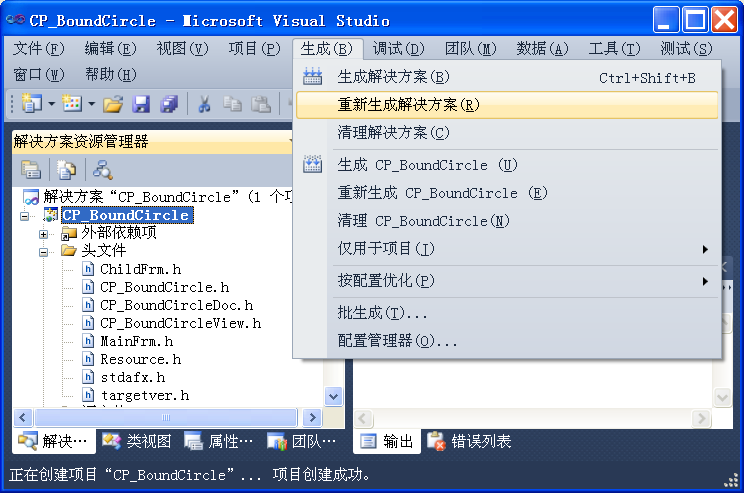 CP_BoundCircle - Microsoft Visual Studio
文件(F) 编辑(E) 视图(V) 项目(P) 生成(B) 调试(D) 团队(M) 数据(A) 工具(T) 测试(S)
窗口(W) 帮助(H)
生成解决方案(B) Ctrl+Shift+B
重新生成解决方案(R)
清理解决方案(C)
生成 CP_BoundCircle (U)
重新生成 CP_BoundCircle (E)
清理 CP_BoundCircle(N)
仅用于项目(J)
按配置优化(P)
批生成(T)...
配置管理器(O)...
解决方案资源管理器
解决方案“CP_BoundCircle”(1 个项
CP_BoundCircle
外部依赖项
头文件
ChildFrm.h
CP_BoundCircle.h
CP_BoundCircleDoc.h
CP_BoundCircleView.h
MainFrm.h
Resource.h
stdafx.h
targetver.h
解决... 类视图 属性... 团队... 输出 错误列表
正在创建项目“CP_BoundCircle”... 项目创建成功。